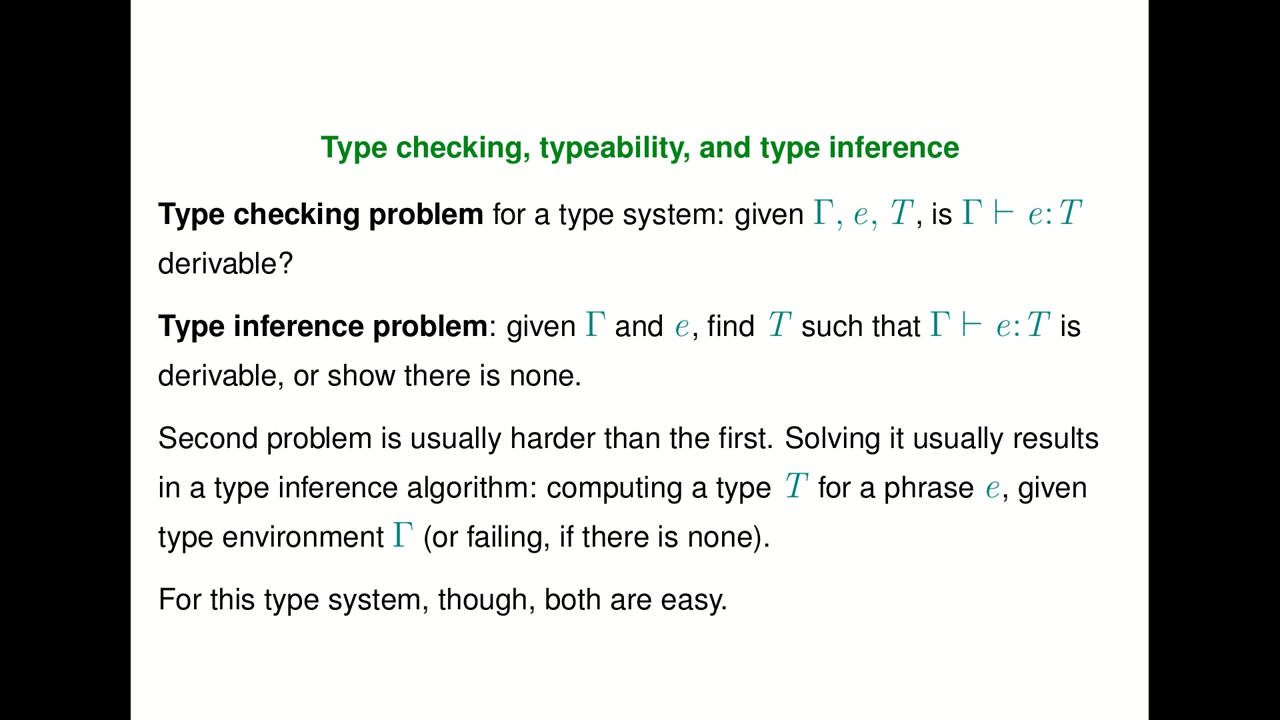 Type checking, typeability, and type inference
Type checking problem for a type system: given Γ, e, T, is Γ ⊢ e:T
derivable?
Type inference problem: given Γ and e, find T such that Γ ⊢ e:T is
derivable, or show there is none.
Second problem is usually harder than the first. Solving it usually results
in a type inference algorithm: computing a type T for a phrase e, given
type environment Γ (or failing, if there is none).
For this type system, though, both are easy.